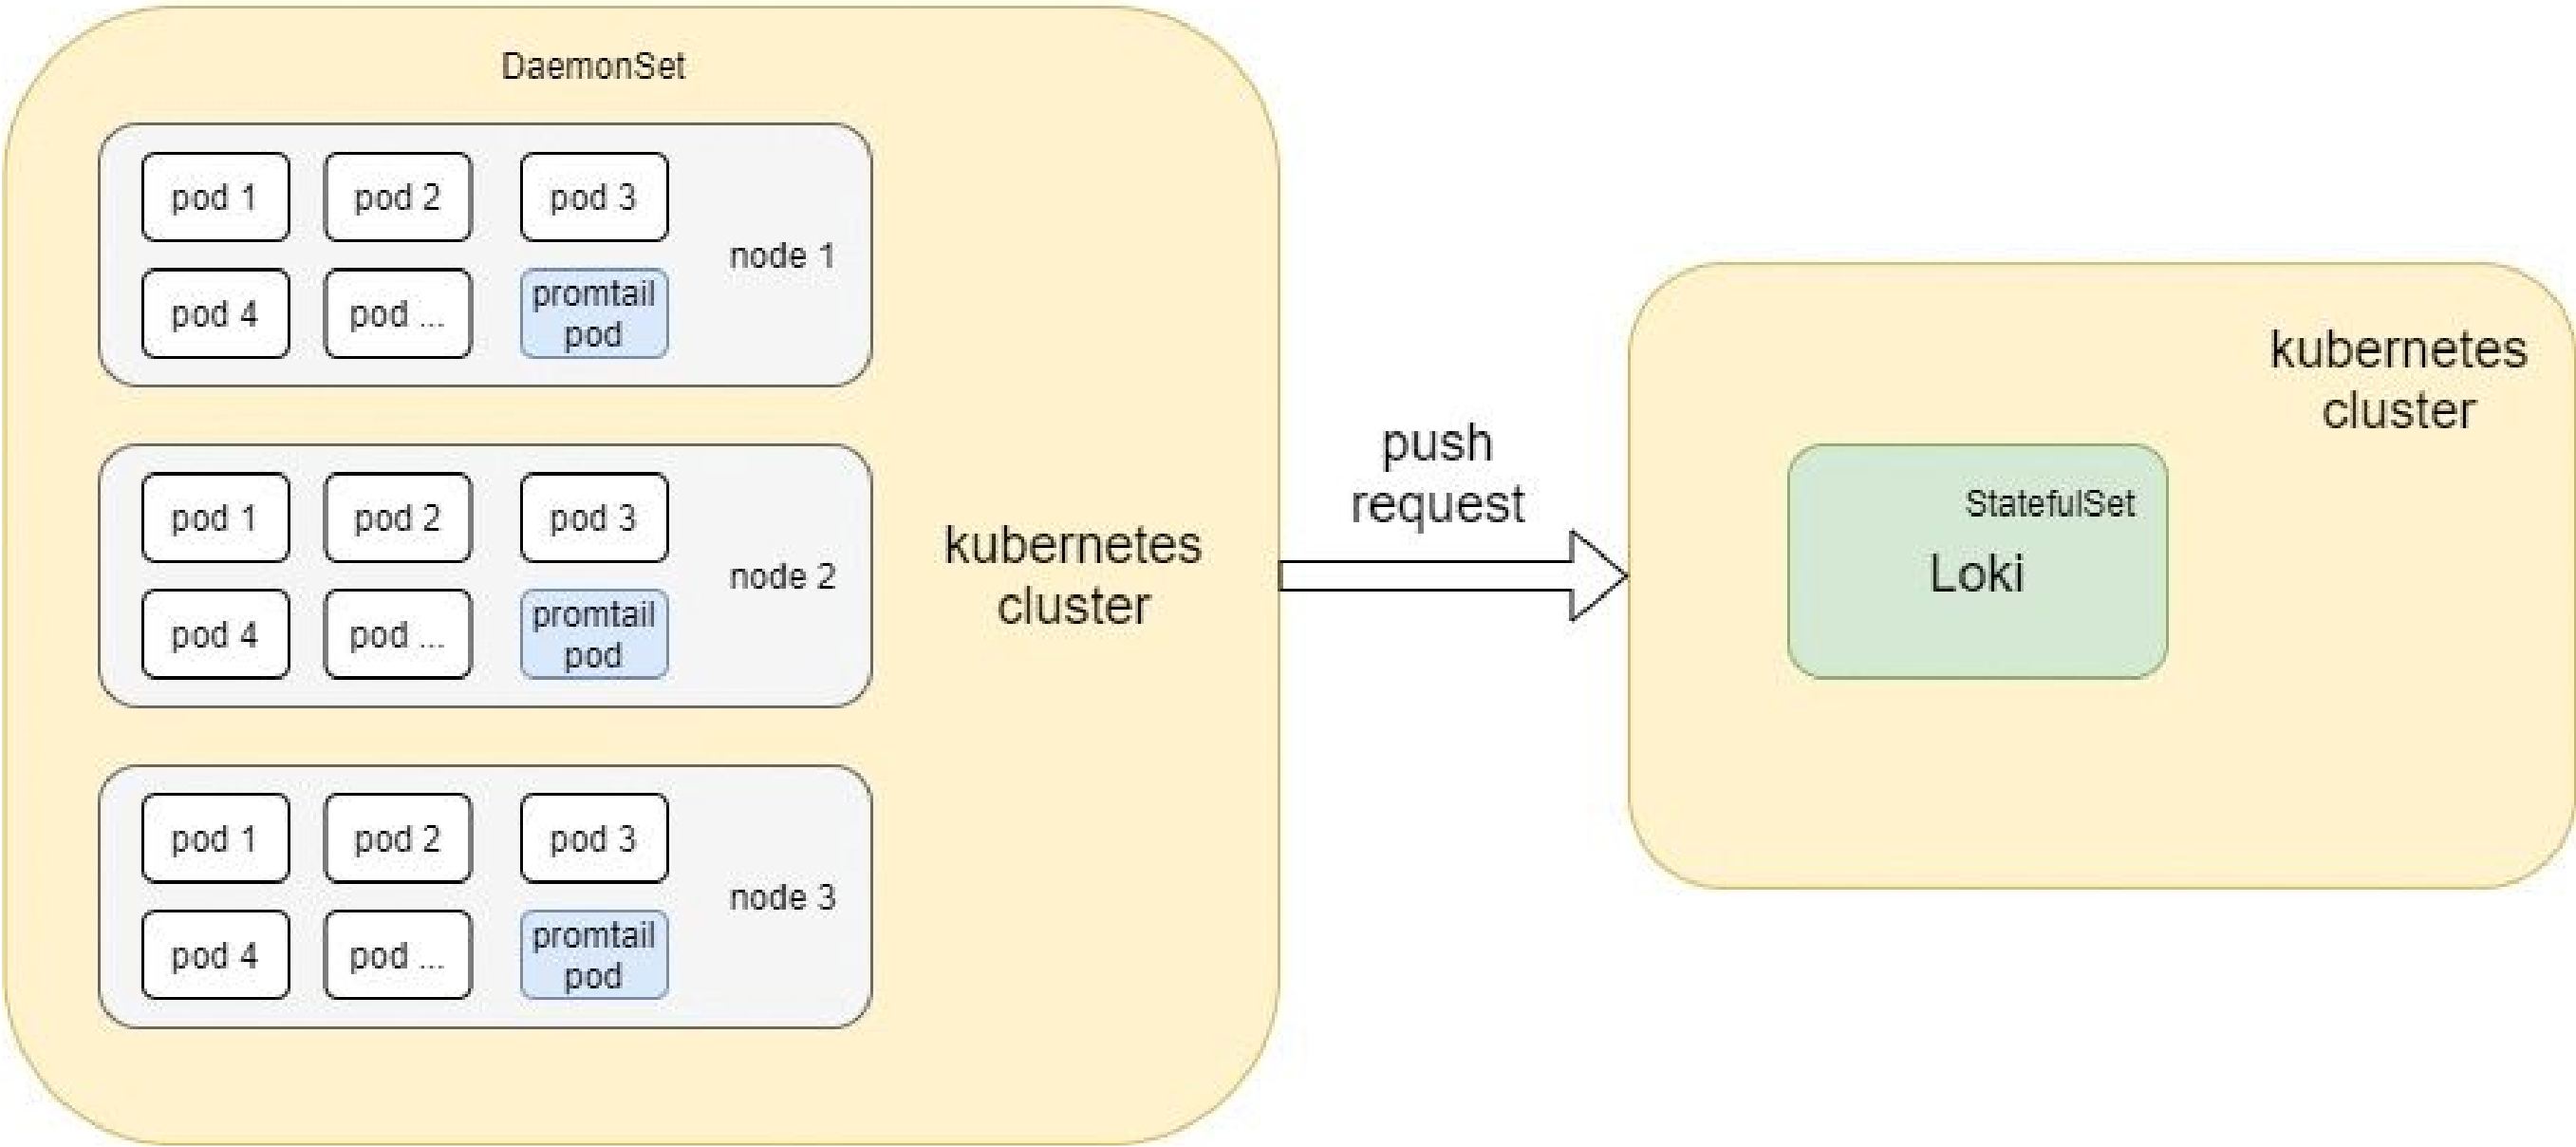 DaemonSet
pod 1
pod 2
pod 3
node 1
pod 4
pod ...
promtail
pod
pod 1
pod 2
pod 3
node 2
pod 4
pod ...
promtail
pod
pod 1
pod 2
pod 3
node 3
pod 4
pod ...
promtail
pod
kubernetes
cluster
push
request
kubernetes
cluster
StatefulSet
Loki